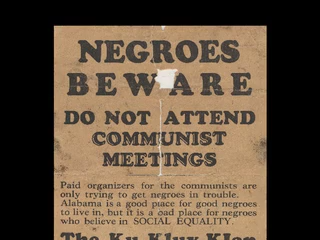 NEGROES
BEWARE
DO NOT ATTEND
COMMUNIST
MEETINGS
Paid organizers for the communists are
only trying to get negroes in trouble.
Alabama is a good place for good negroes
to live in, but it is a bad place for negroes
who believe in SOCIAL EQUALITY.
The Ku Klux Klan